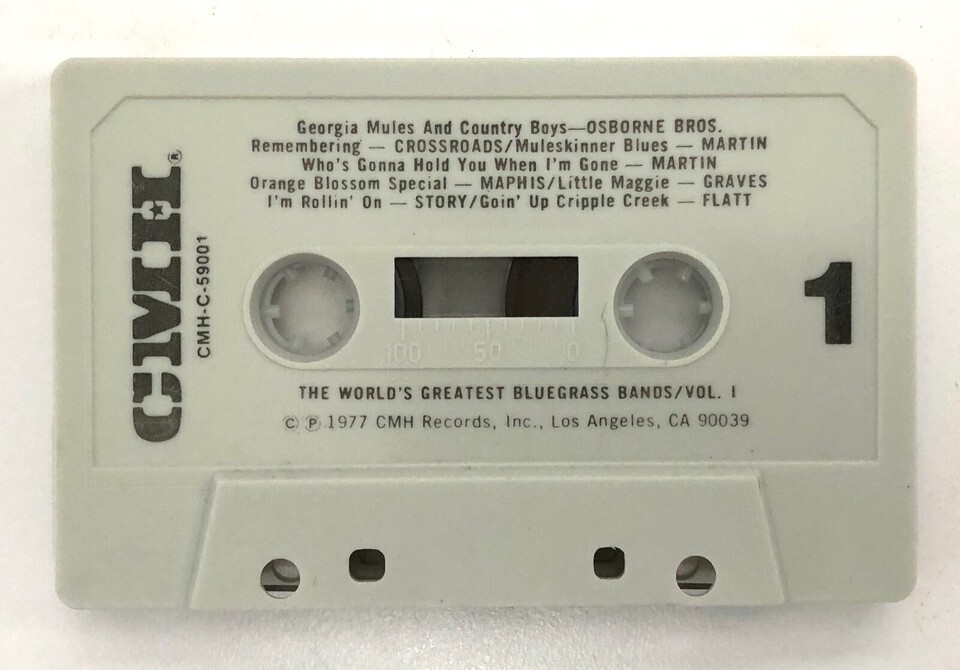 Georgia Mules And Country Boys—OSBORNE BROS.
Remembering — CROSSROADS/Muleskinner Blues — MARTIN
Who's Gonna Hold You When I'm Gone — MARTIN
Orange Blossom Special — MAPHIS/Little Maggie — GRAVES
I'm Rollin' On — STORY/Goin' Up Cripple Creek — FLATT
CMH®
CMH-C-59001
1
100 50 0
THE WORLD'S GREATEST BLUEGRASS BANDS/VOL. I
© ℗ 1977 CMH Records, Inc., Los Angeles, CA 90039